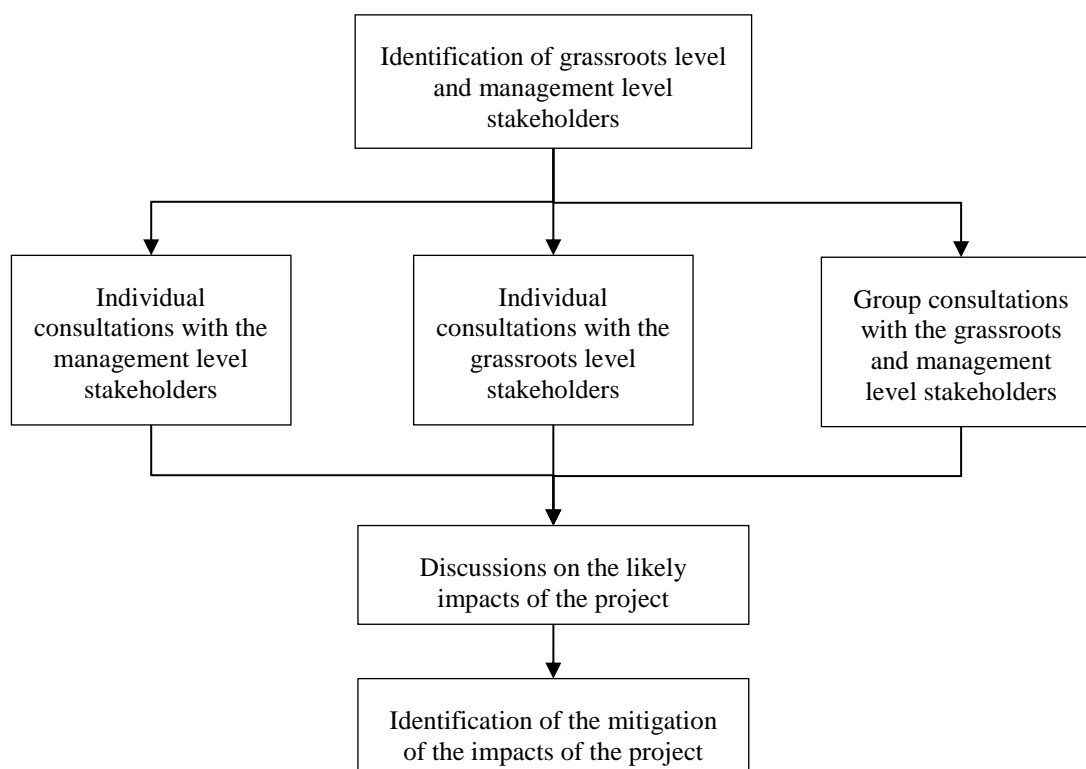 Identification of grassroots level
and management level
stakeholders
Individual
consultations with the
management level
stakeholders
Individual
consultations with the
grassroots level
stakeholders
Group consultations
with the grassroots
and management
level stakeholders
Discussions on the likely
impacts of the project
Identification of the mitigation
of the impacts of the project